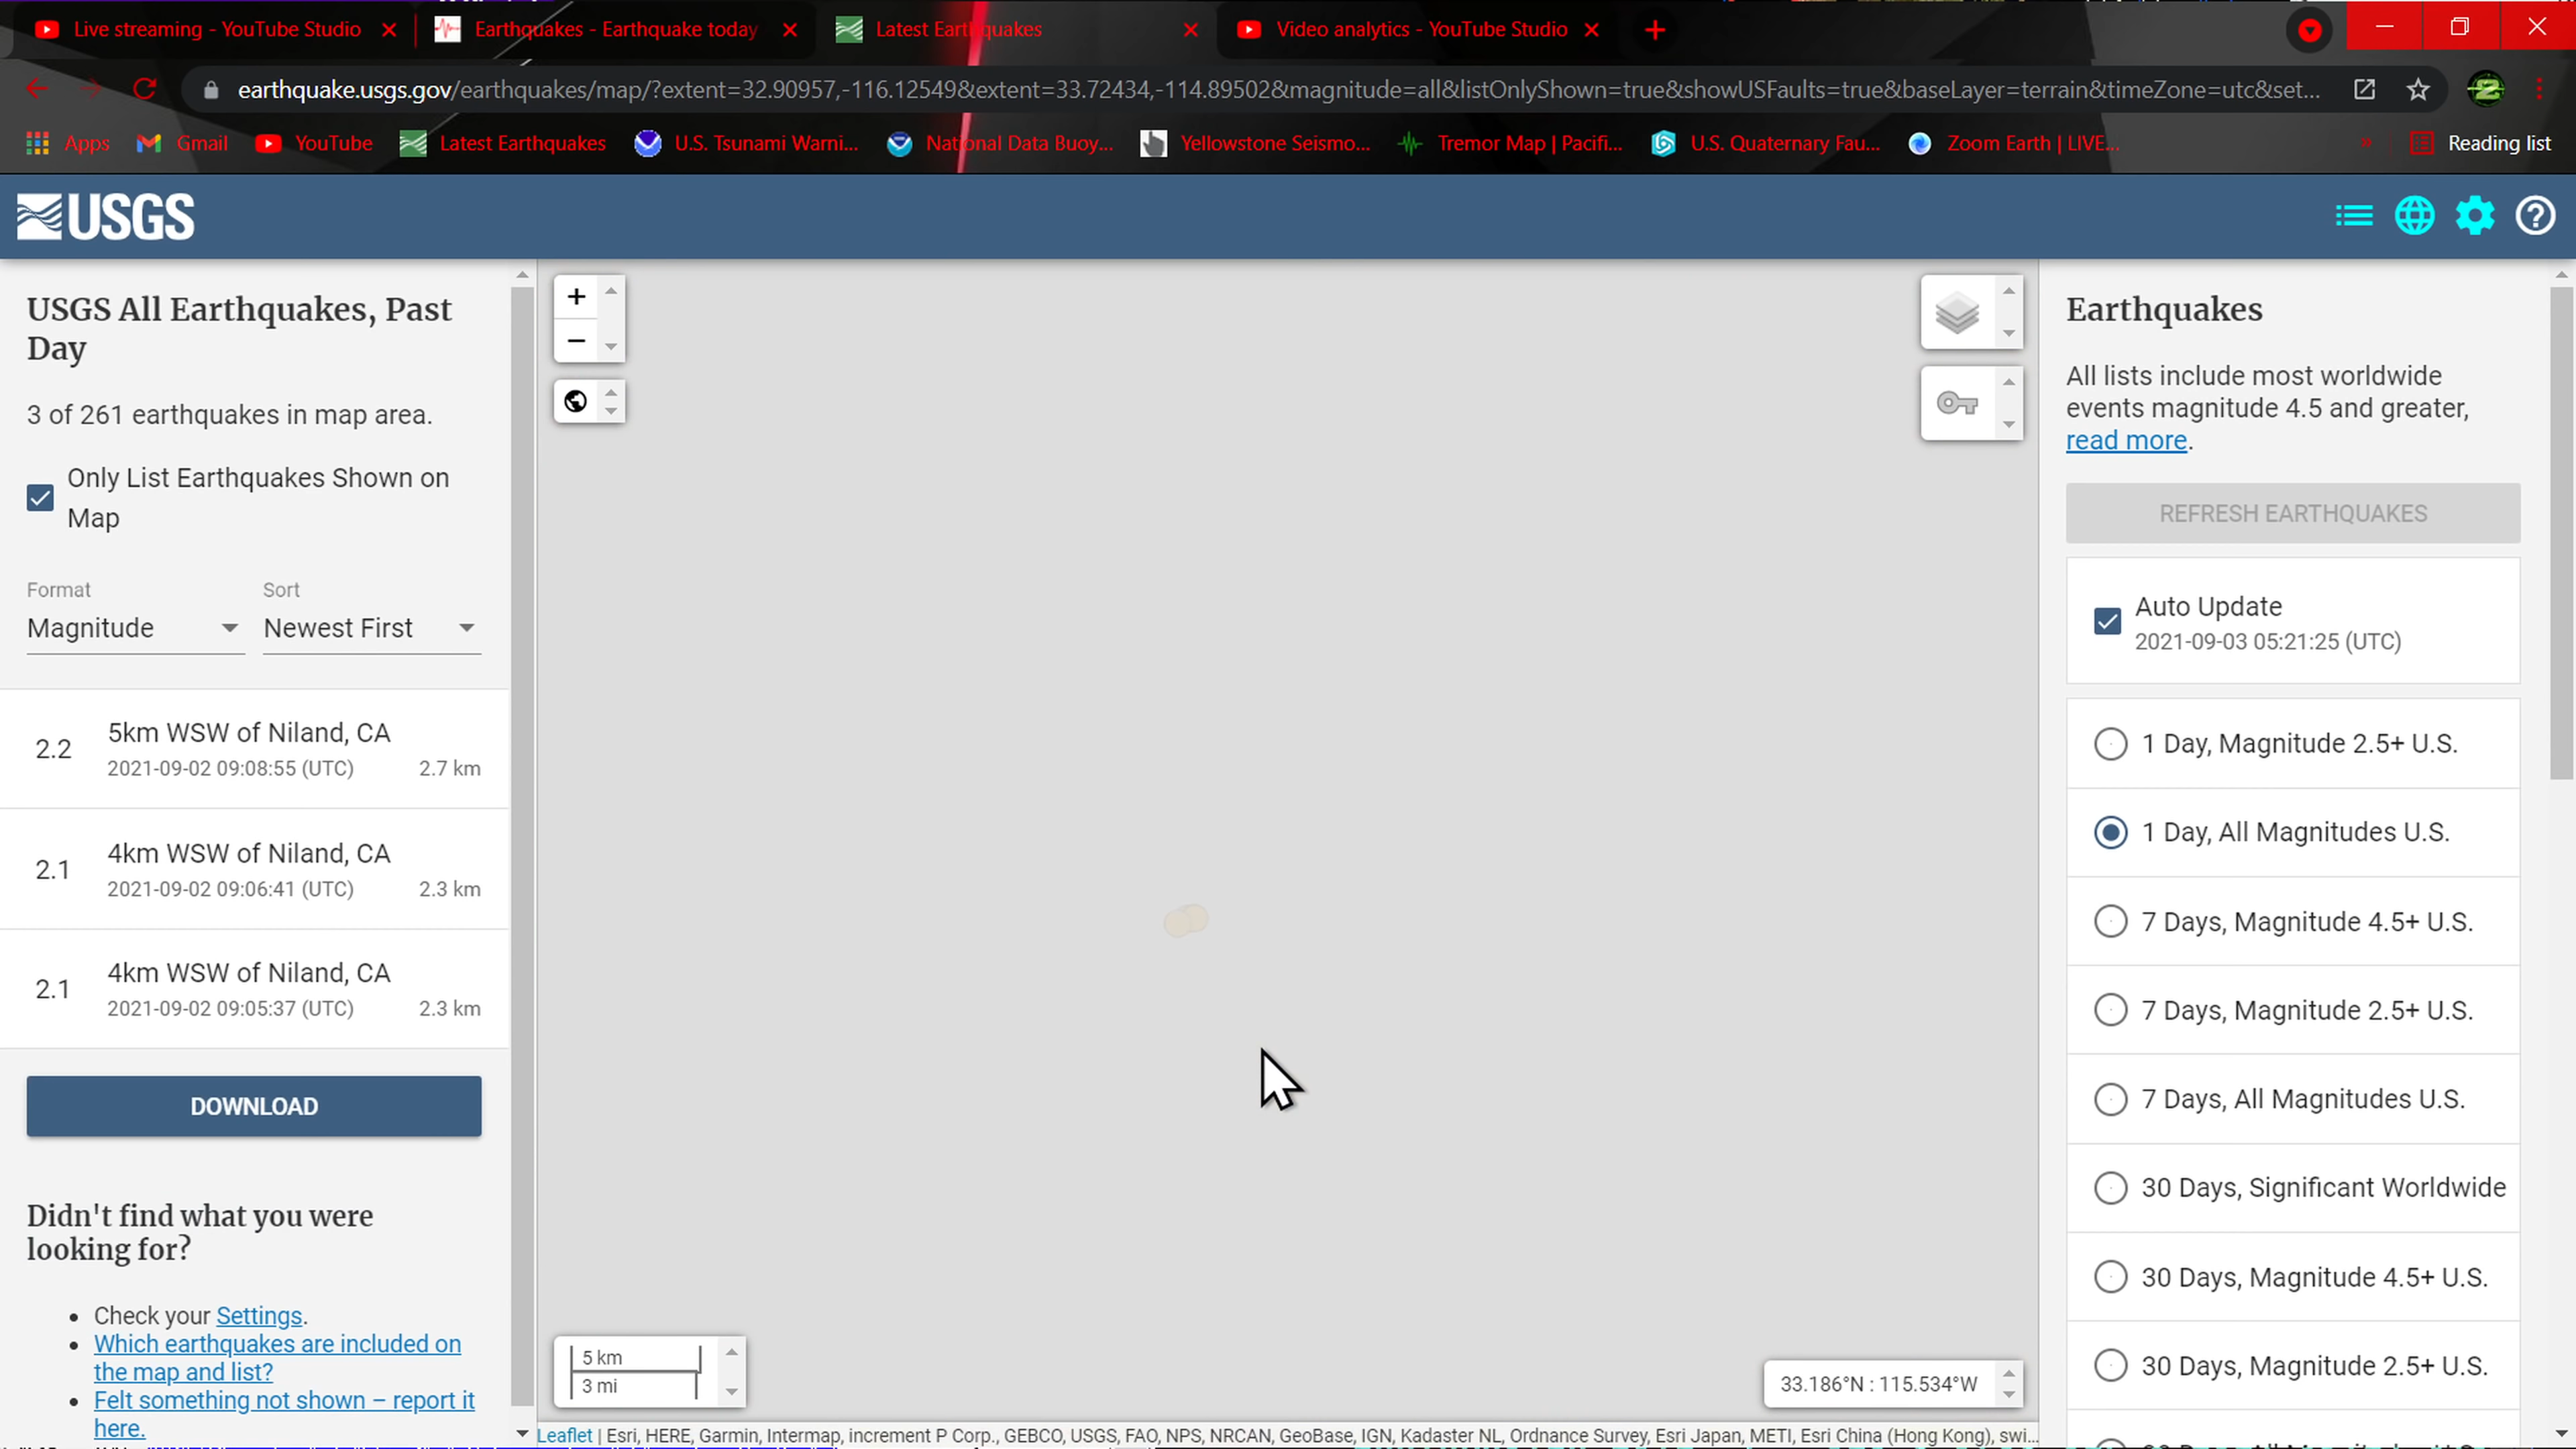 Live streaming - YouTube Studio
Earthquakes - Earthquake today
Latest Earthquakes
Video analytics - YouTube Studio
earthquake.usgs.gov/earthquakes/map/?extent=32.90957,-116.12549&extent=33.72434,-114.89502&magnitude=all&listOnlyShown=true&showUSFaults=true&baseLayer=terrain&timeZone=utc&set...
Apps
Gmail
YouTube
Latest Earthquakes
U.S. Tsunami Warni...
National Data Buoy...
Yellowstone Seismo...
Tremor Map | Pacifi...
U.S. Quaternary Fau...
Zoom Earth | LIVE...
Reading list
USGS
USGS All Earthquakes, Past
Day
3 of 261 earthquakes in map area.
Only List Earthquakes Shown on
Map
Format
Sort
Magnitude
Newest First
2.2
5km WSW of Niland, CA
2021-09-02 09:08:55 (UTC)
2.7 km
2.1
4km WSW of Niland, CA
2021-09-02 09:06:41 (UTC)
2.3 km
2.1
4km WSW of Niland, CA
2021-09-02 09:05:37 (UTC)
2.3 km
DOWNLOAD
Didn't find what you were
looking for?
Check your Settings.
Which earthquakes are included on
the map and list?
Felt something not shown – report it
here.
+
−
5 km
3 mi
33.186°N : 115.534°W
Leaflet | Esri, HERE, Garmin, Intermap, increment P Corp., GEBCO, USGS, FAO, NPS, NRCAN, GeoBase, IGN, Kadaster NL, Ordnance Survey, Esri Japan, METI, Esri China (Hong Kong), swi...
Earthquakes
All lists include most worldwide
events magnitude 4.5 and greater,
read more.
REFRESH EARTHQUAKES
Auto Update
2021-09-03 05:21:25 (UTC)
1 Day, Magnitude 2.5+ U.S.
1 Day, All Magnitudes U.S.
7 Days, Magnitude 4.5+ U.S.
7 Days, Magnitude 2.5+ U.S.
7 Days, All Magnitudes U.S.
30 Days, Significant Worldwide
30 Days, Magnitude 4.5+ U.S.
30 Days, Magnitude 2.5+ U.S.